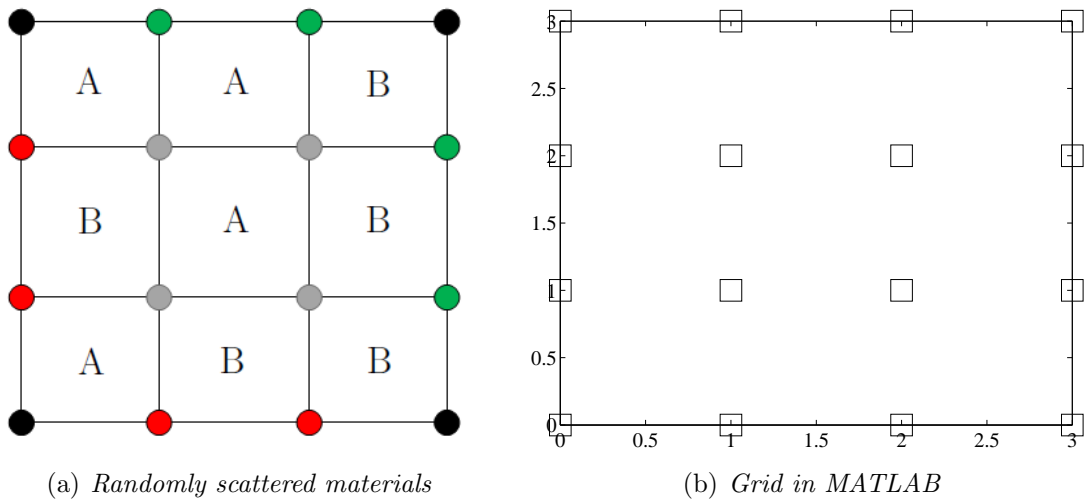 A A B
B A B
A B B
(a) Randomly scattered materials
3
2.5
2
1.5
1
0.5
0
0 0.5 1 1.5 2 2.5 3
(b) Grid in MATLAB